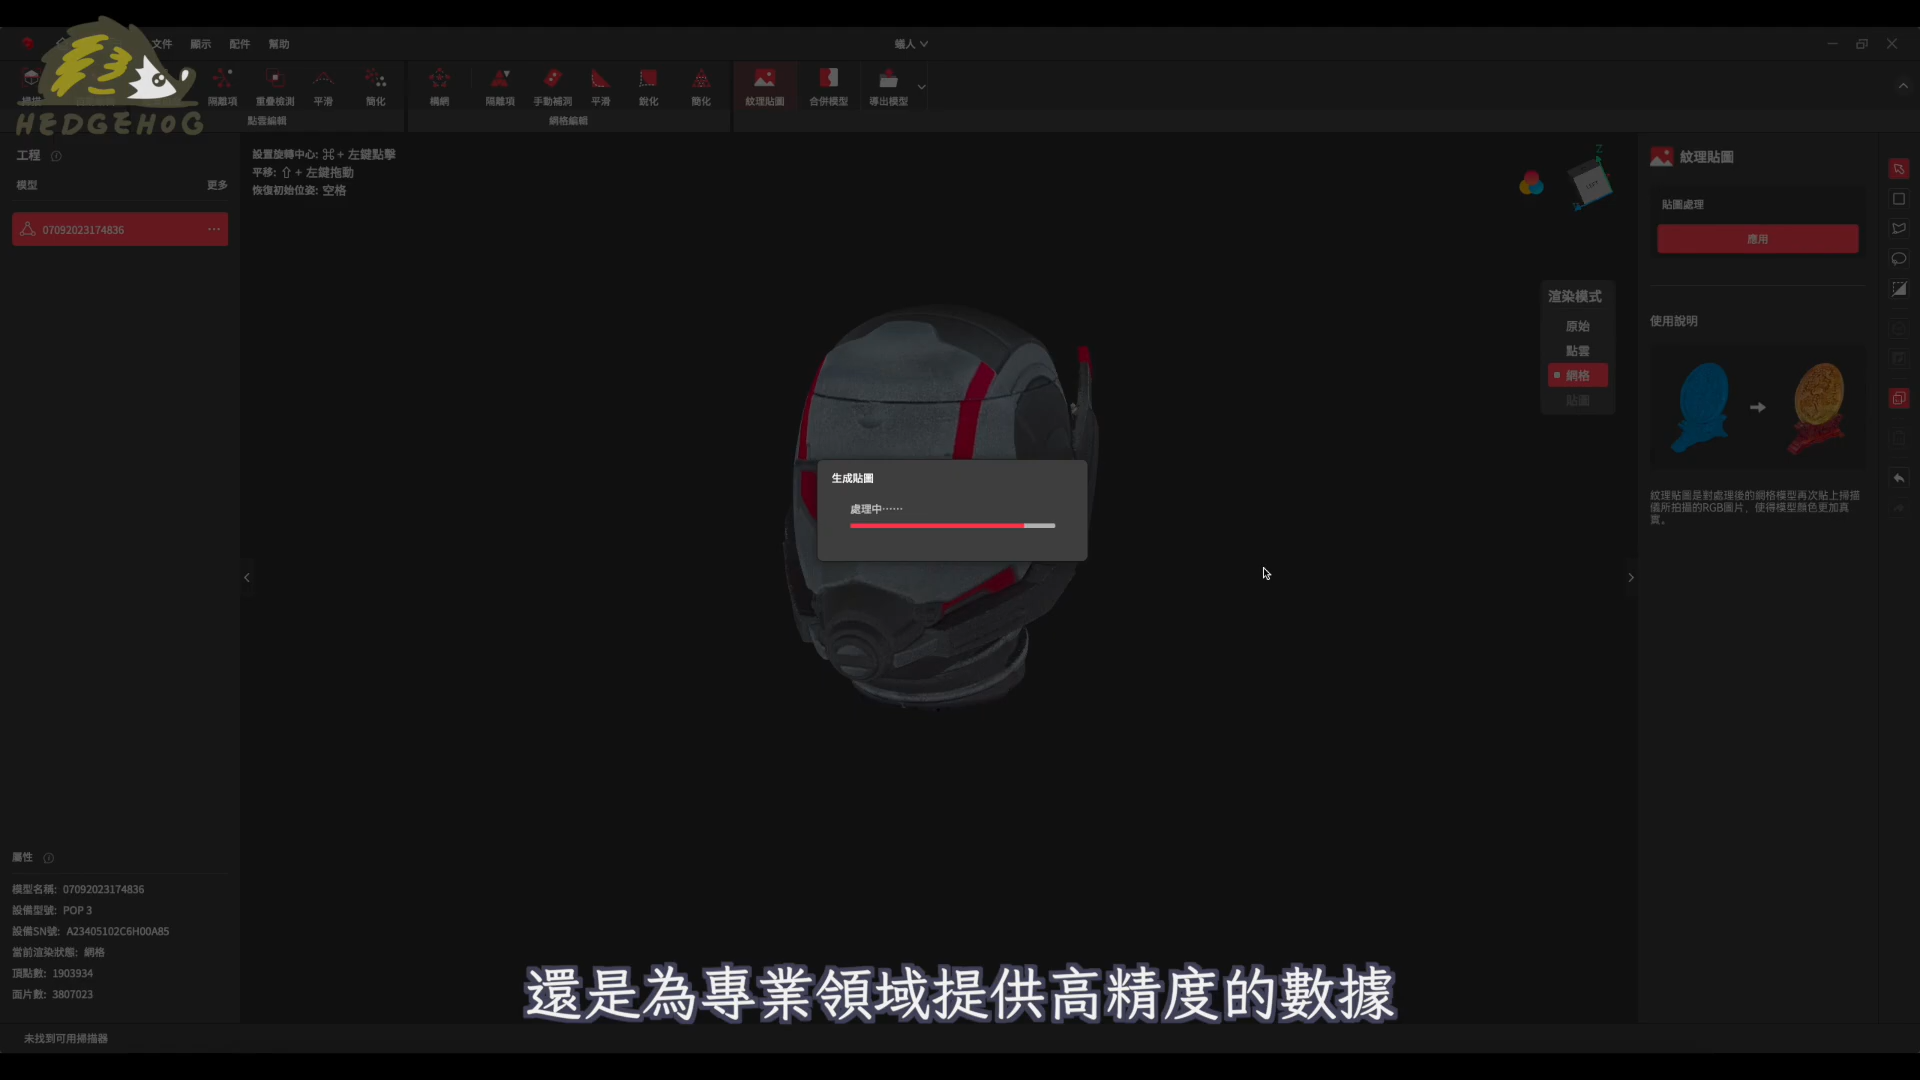 文件 顯示 配件 幫助
蟻人
隔離項 重疊檢測 平滑 簡化
點雲編輯
構網 隔離項 手動補洞 平滑 銳化 簡化
網格編輯
紋理貼圖 合併模型 導出模型
HEDGEHOG
工程
模型 更多
07092023174836
設置旋轉中心: ⌘ + 左鍵點擊
平移: ⇧ + 左鍵拖動
恢復初始位姿: 空格
Z
LEFT
渲染模式
原始
點雲
網格
貼圖
紋理貼圖
貼圖處理
應用
使用說明
紋理貼圖是對處理後的網格模型再次貼上掃描
儀所拍攝的RGB圖片，使得模型顏色更加真
實。
生成貼圖
處理中……
屬性
模型名稱: 07092023174836
設備型號: POP 3
設備SN號: A23405102C6H00A85
當前渲染狀態: 網格
頂點數: 1903934
面片數: 3807023
還是為專業領域提供高精度的數據
未找到可用掃描器